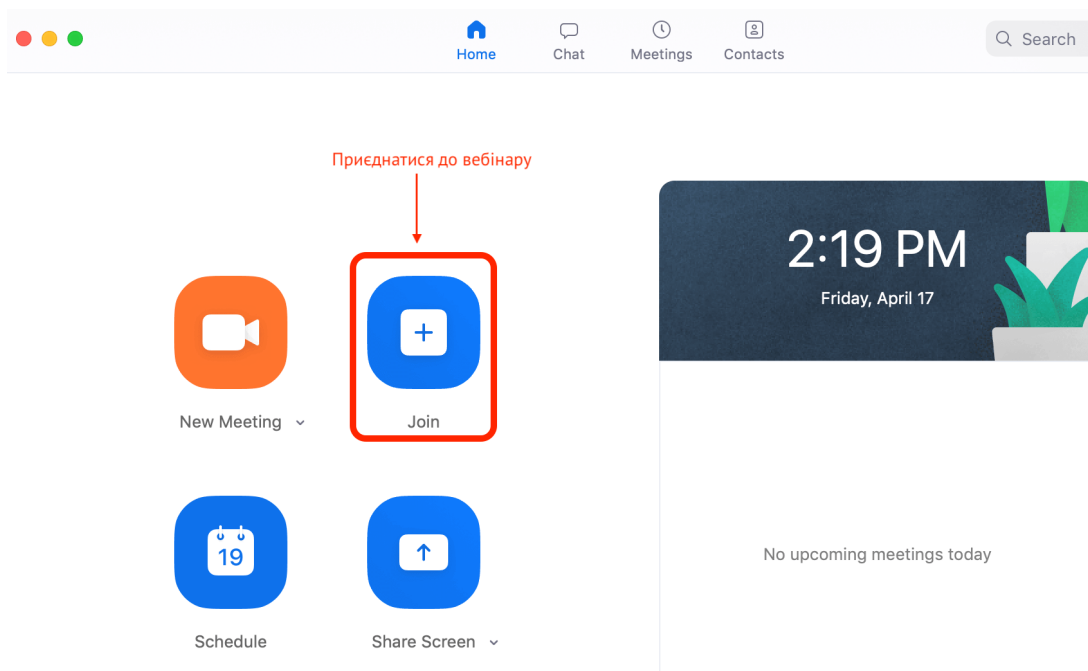 Home
Chat
Meetings
Contacts
Search
Приєднатися до вебінару
2:19 PM
Friday, April 17
New Meeting
Join
19
Schedule
Share Screen
No upcoming meetings today